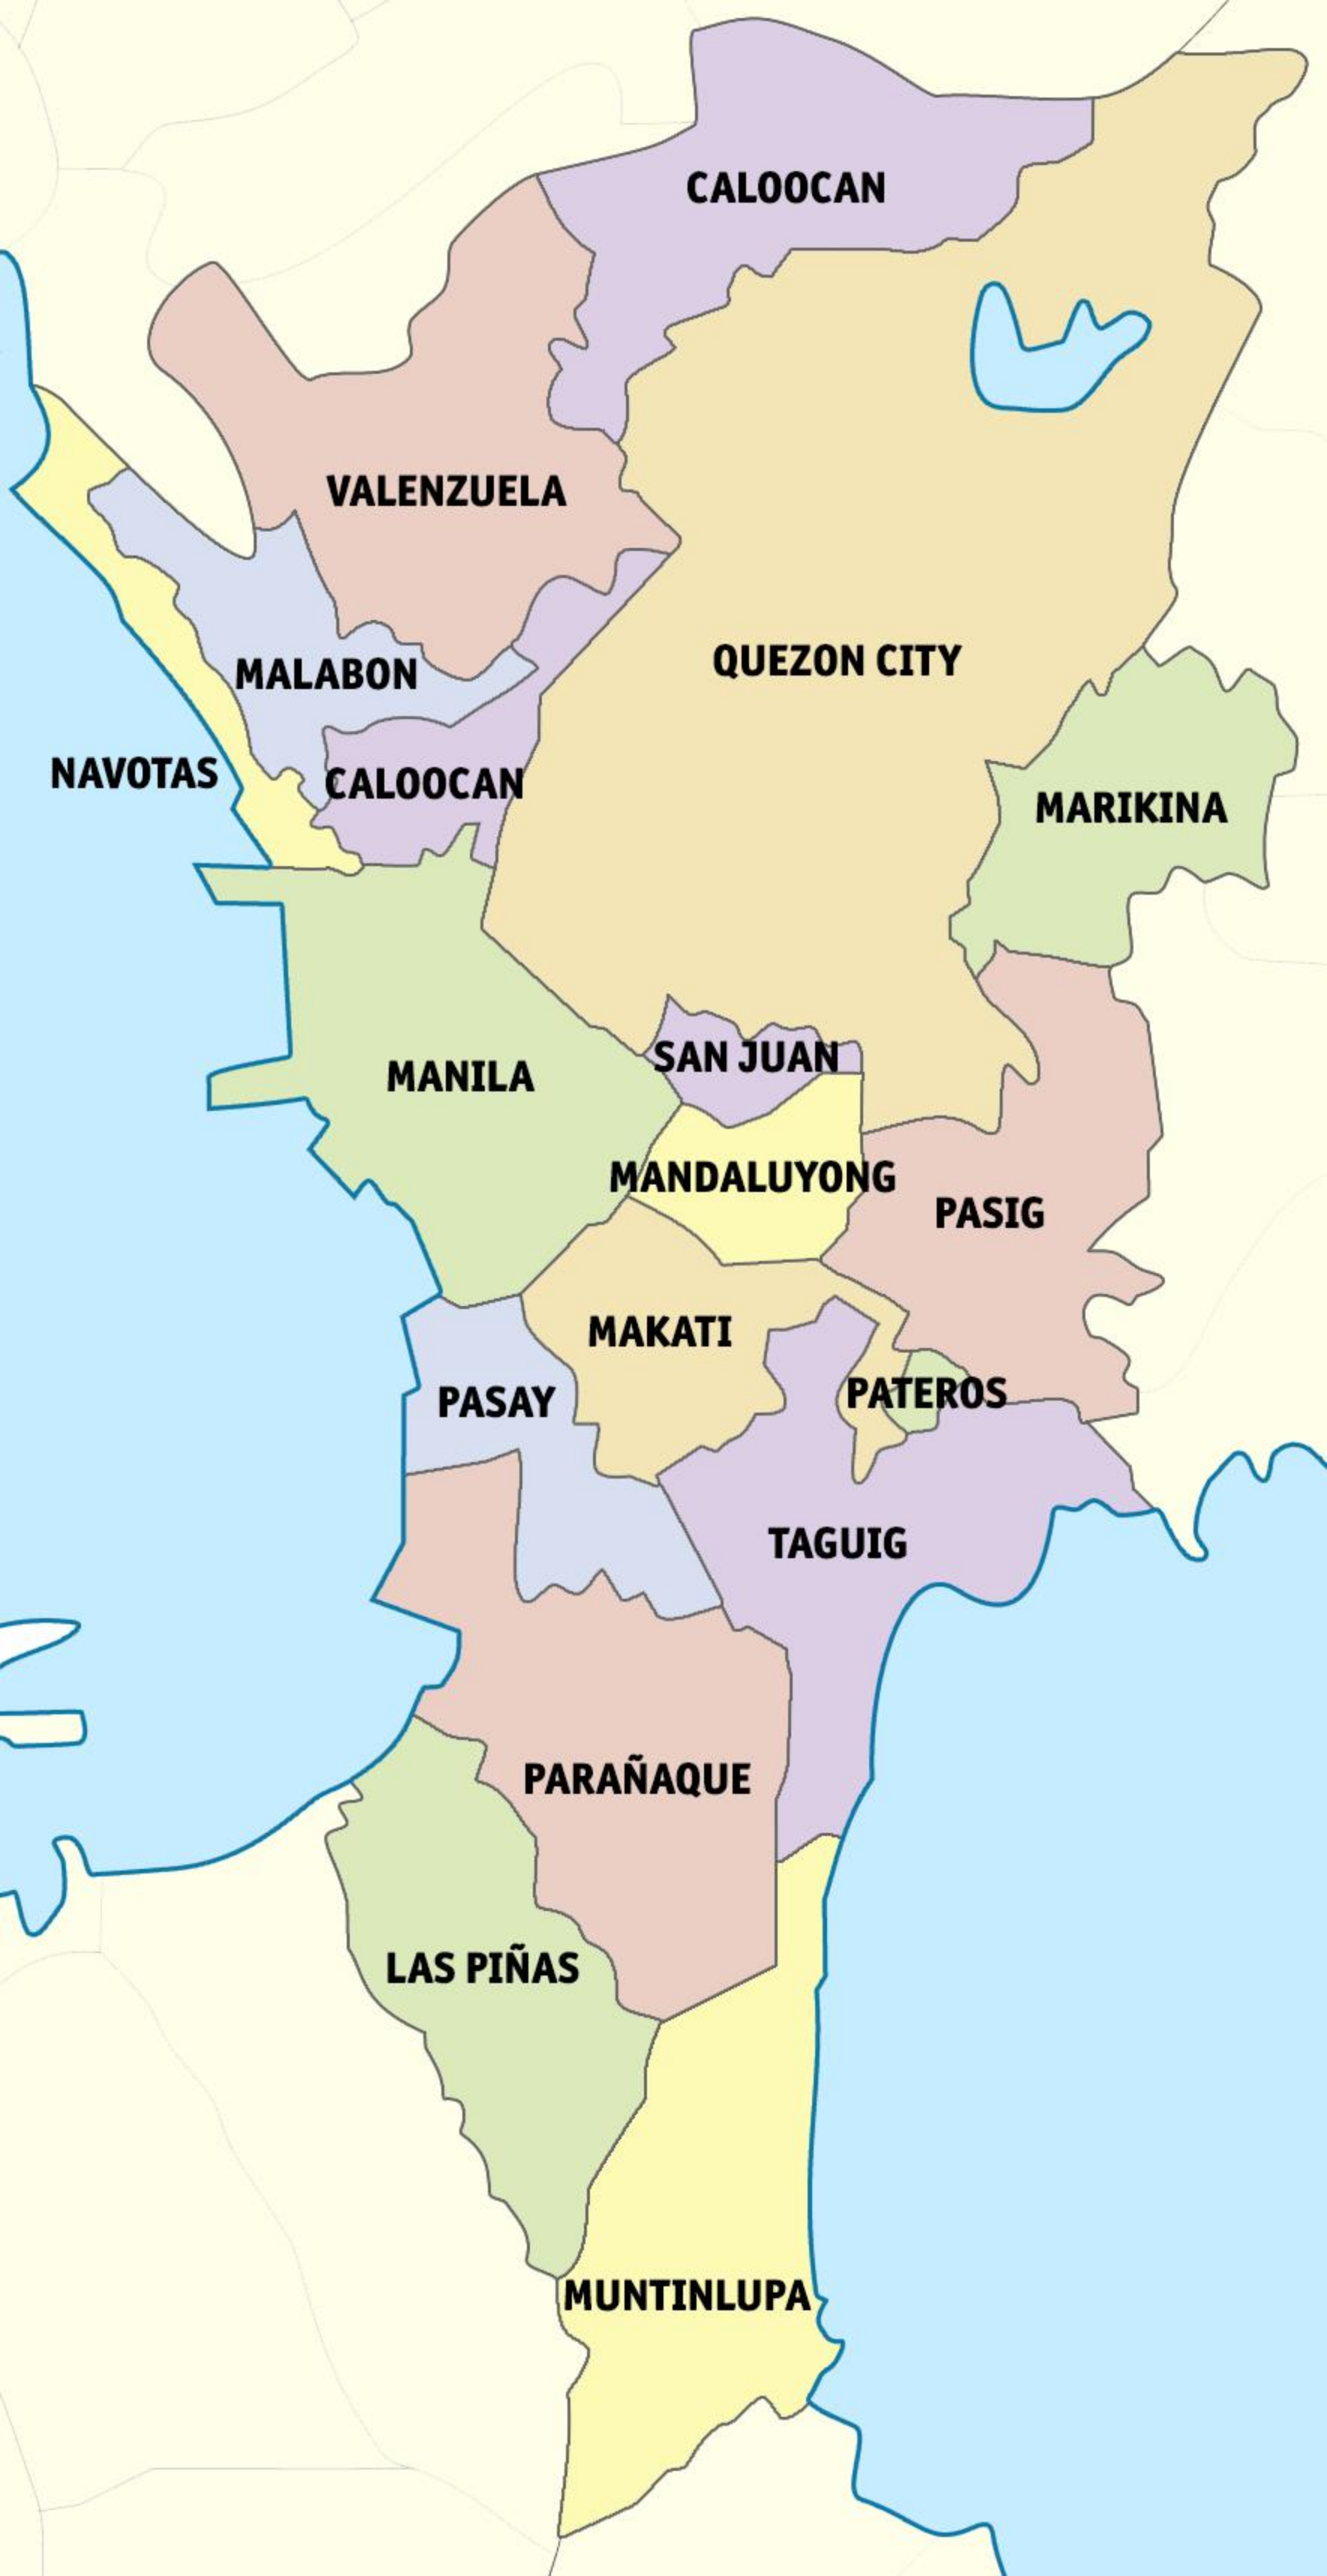 CALOOCAN
VALENZUELA
QUEZON CITY
MALABON
NAVOTAS
CALOOCAN
MARIKINA
SAN JUAN
MANILA
MANDALUYONG
PASIG
MAKATI
PATEROS
PASAY
TAGUIG
PARAÑAQUE
LAS PIÑAS
MUNTINLUPA